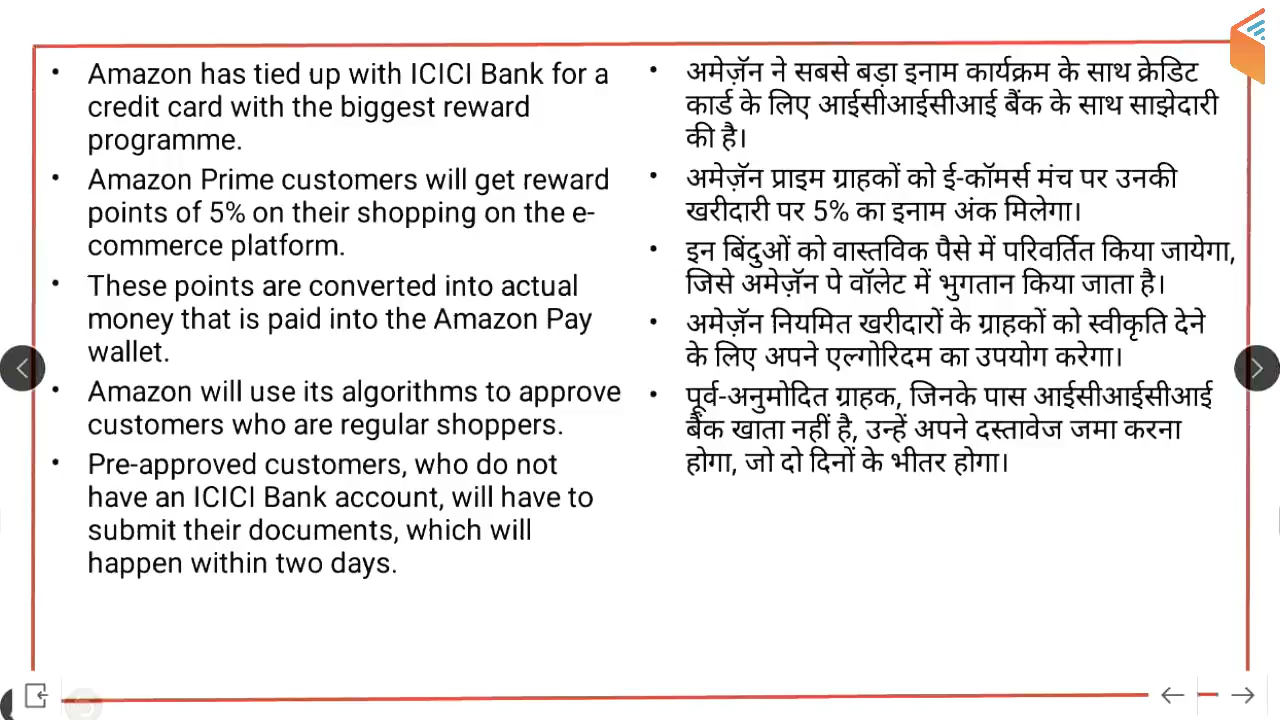 • Amazon has tied up with ICICI Bank for a
credit card with the biggest reward
programme.
• Amazon Prime customers will get reward
points of 5% on their shopping on the e-
commerce platform.
• These points are converted into actual
money that is paid into the Amazon Pay
wallet.
• Amazon will use its algorithms to approve
customers who are regular shoppers.
• Pre-approved customers, who do not
have an ICICI Bank account, will have to
submit their documents, which will
happen within two days.
• अमेज़ॅन ने सबसे बड़ा इनाम कार्यक्रम के साथ क्रेडिट
कार्ड के लिए आईसीआईसीआई बैंक के साथ साझेदारी
की है।
• अमेज़ॅन प्राइम ग्राहकों को ई-कॉमर्स मंच पर उनकी
खरीदारी पर 5% का इनाम अंक मिलेगा।
• इन बिंदुओं को वास्तविक पैसे में परिवर्तित किया जायेगा,
जिसे अमेज़ॅन पे वॉलेट में भुगतान किया जाता है।
• अमेज़ॅन नियमित खरीदारों के ग्राहकों को स्वीकृति देने
के लिए अपने एल्गोरिदम का उपयोग करेगा।
• पूर्व-अनुमोदित ग्राहक, जिनके पास आईसीआईसीआई
बैंक खाता नहीं है, उन्हें अपने दस्तावेज जमा करना
होगा, जो दो दिनों के भीतर होगा।